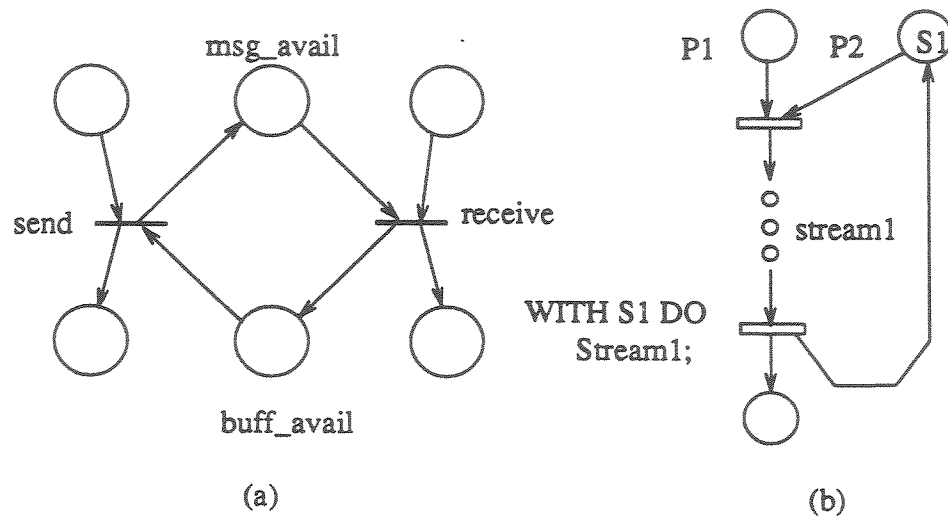 msg_avail
send
receive
buff_avail
(a)
P1
P2
S1
stream1
WITH S1 DO
Stream1;
(b)